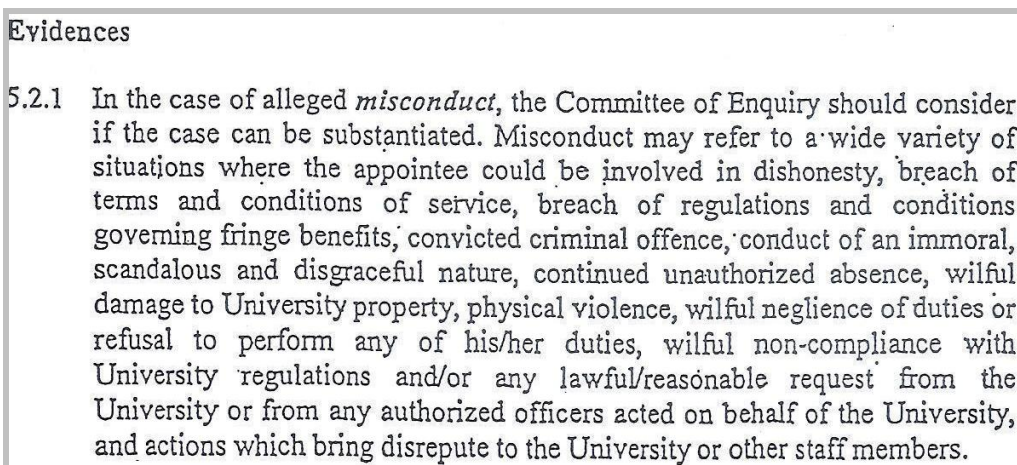 Evidences
5.2.1 In the case of alleged misconduct, the Committee of Enquiry should consider
if the case can be substantiated. Misconduct may refer to a wide variety of
situations where the appointee could be involved in dishonesty, breach of
terms and conditions of service, breach of regulations and conditions
governing fringe benefits, convicted criminal offence, conduct of an immoral,
scandalous and disgraceful nature, continued unauthorized absence, wilful
damage to University property, physical violence, wilful neglience of duties or
refusal to perform any of his/her duties, wilful non-compliance with
University regulations and/or any lawful/reasonable request from the
University or from any authorized officers acted on behalf of the University,
and actions which bring disrepute to the University or other staff members.